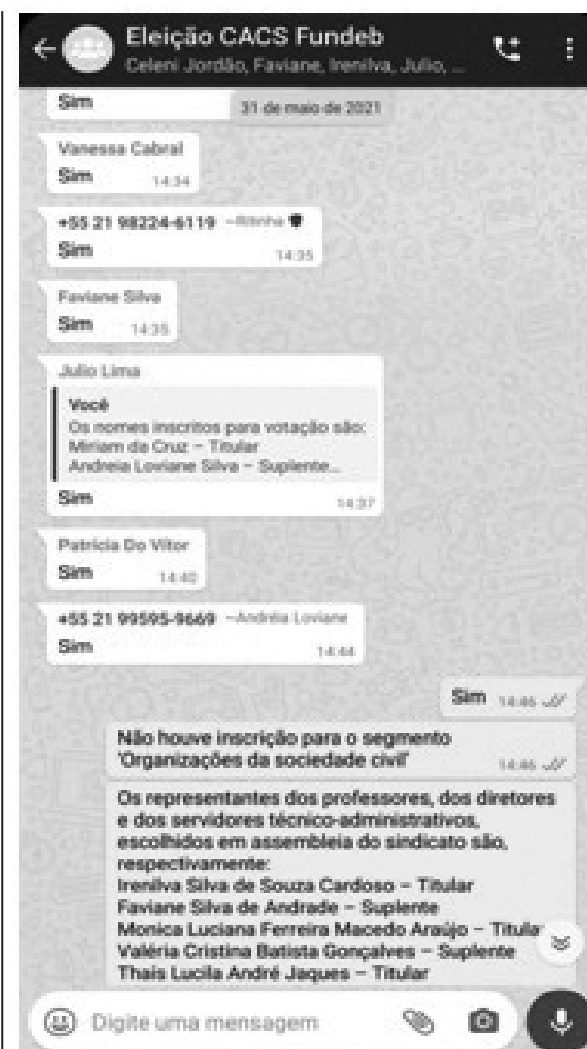 Eleição CACS Fundeb
Celeni Jordão, Faviane, Irenilva, Julio, ...
Sim
31 de maio de 2021
Vanessa Cabral
Sim 14:34
+55 21 98224-6119 ~Ritinha
Sim 14:35
Faviane Silva
Sim 14:35
Julio Lima
Você
Os nomes inscritos para votação são:
Miriam da Cruz – Titular
Andreia Loviane Silva – Suplente...
Sim 14:37
Patrícia Do Vitor
Sim 14:40
+55 21 99595-9669 ~Andréia Loviane
Sim 14:44
Sim 14:46
Não houve inscrição para o segmento
'Organizações da sociedade civil' 14:46
Os representantes dos professores, dos diretores
e dos servidores técnico-administrativos,
escolhidos em assembleia do sindicato são,
respectivamente:
Irenilva Silva de Souza Cardoso – Titular
Faviane Silva de Andrade – Suplente
Monica Luciana Ferreira Macedo Araújo – Titula
Valéria Cristina Batista Gonçalves – Suplente
Thais Lucila André Jaques – Titular
Digite uma mensagem